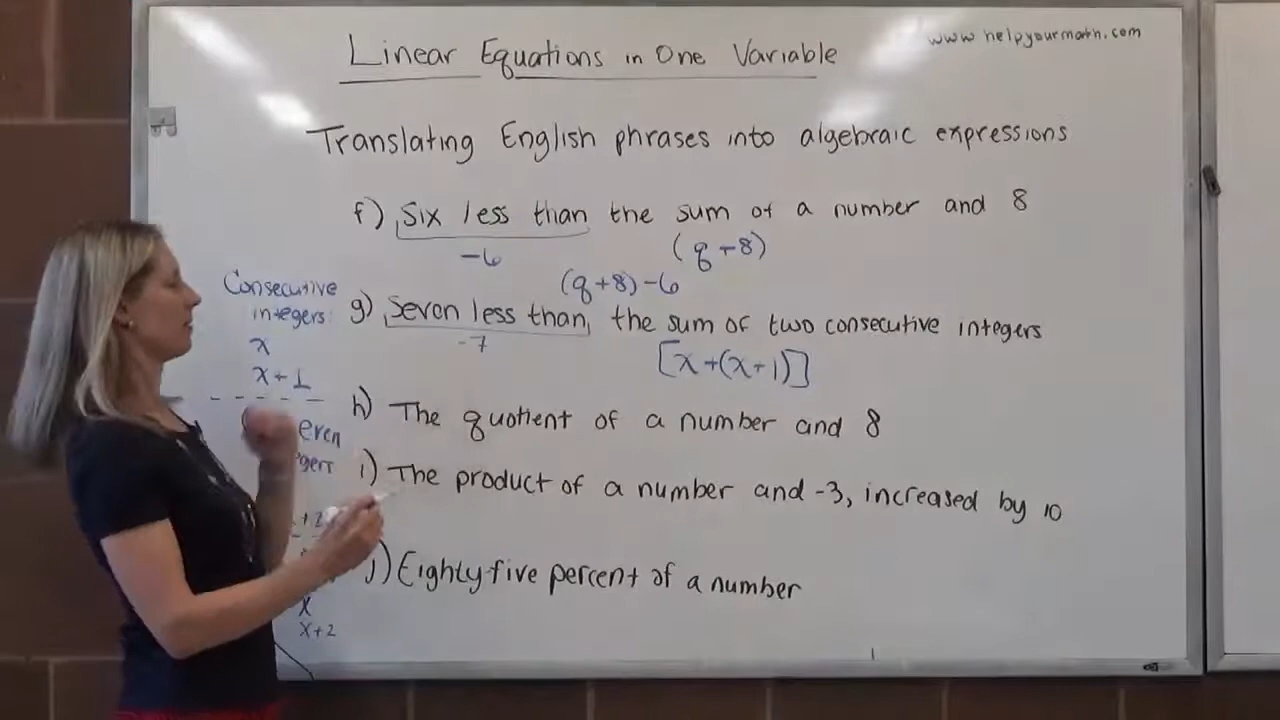 www.helpyourmath.com
Linear Equations in One Variable
Translating English phrases into algebraic expressions
f) Six less than the sum of a number and 8
-6
(q+8)
(q+8)-6
g) Seven less than the sum of two consecutive integers
-7
[x+(x+1)]
h) The quotient of a number and 8
i) The product of a number and -3, increased by 10
j) Eighty-five percent of a number
Consecutive
integers:
x
x+1
even
+2
x
x+2